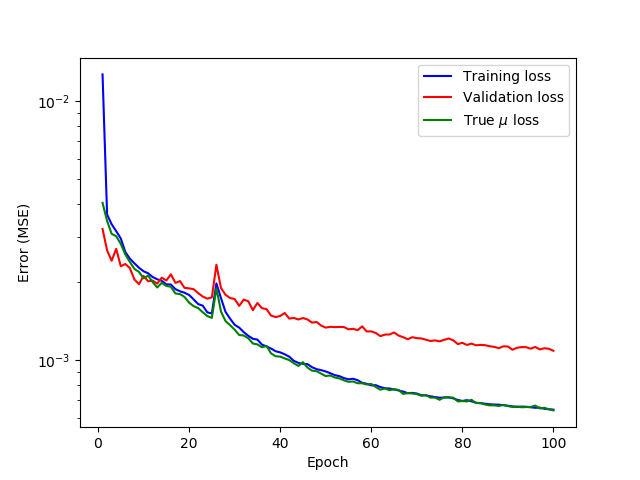 Training loss
Validation loss
True μ loss
10⁻²
10⁻³
Error (MSE)
0 20 40 60 80 100
Epoch